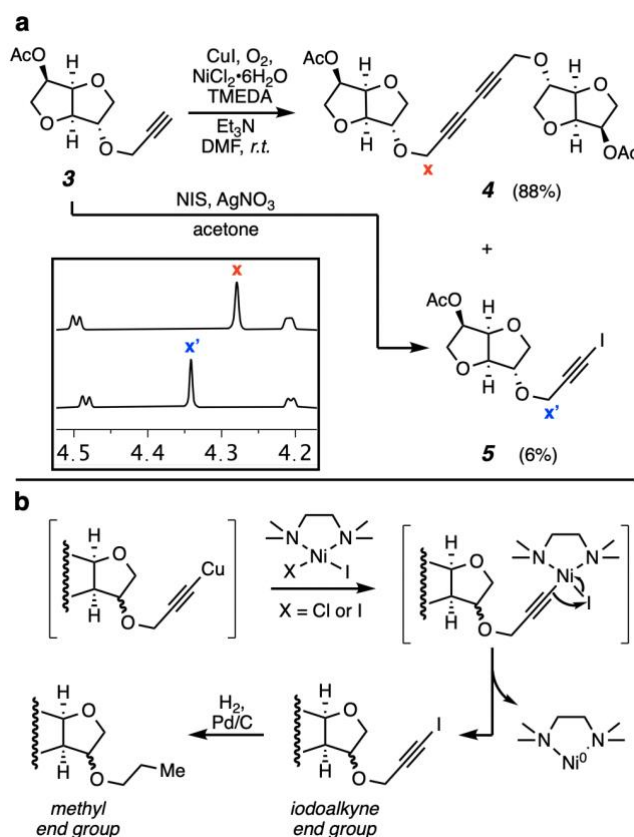 a
AcO
H
O
O
H
O
3
CuI, O₂,
NiCl₂•6H₂O
TMEDA
Et₃N
DMF, r.t.
AcO
H
O
O
H
O
x
O
H
O
O
H
OAc
4 (88%)
NIS, AgNO₃
acetone
+
x
x'
4.5 4.4 4.3 4.2
AcO
H
O
O
H
O
I
x'
5 (6%)
b
H
O
H
O
Cu
N N
Ni
X I
X = Cl or I
H
O
H
O
N N
Ni
I
H₂,
Pd/C
H
O
H
O
Me
methyl
end group
H
O
H
O
I
iodoalkyne
end group
N N
Ni⁰